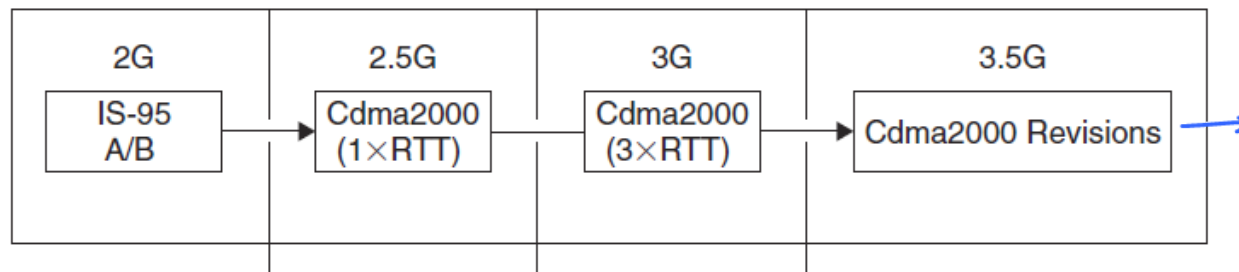 2G
2.5G
3G
3.5G
IS-95
A/B
Cdma2000
(1×RTT)
Cdma2000
(3×RTT)
Cdma2000 Revisions